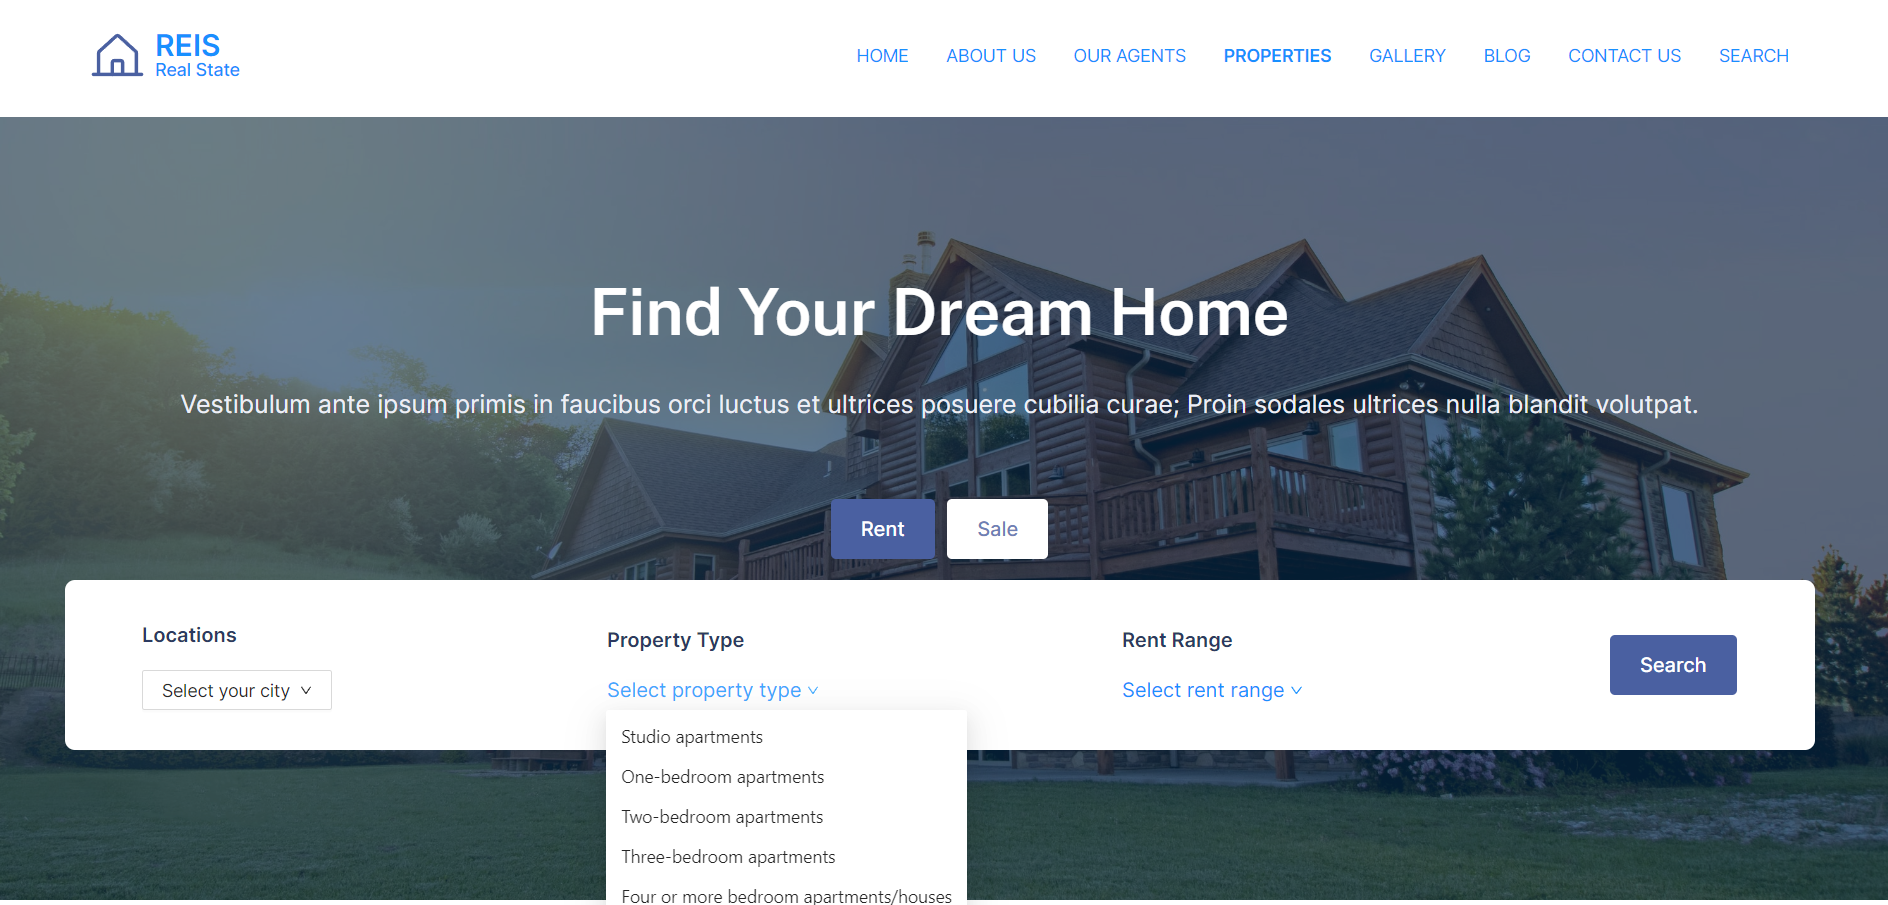 REIS
Real State
HOME ABOUT US OUR AGENTS PROPERTIES GALLERY BLOG CONTACT US SEARCH
Find Your Dream Home
Vestibulum ante ipsum primis in faucibus orci luctus et ultrices posuere cubilia curae; Proin sodales ultrices nulla blandit volutpat.
Rent Sale
Locations
Select your city
Property Type
Select property type
Studio apartments
One-bedroom apartments
Two-bedroom apartments
Three-bedroom apartments
Four or more bedroom apartments/houses
Rent Range
Select rent range
Search